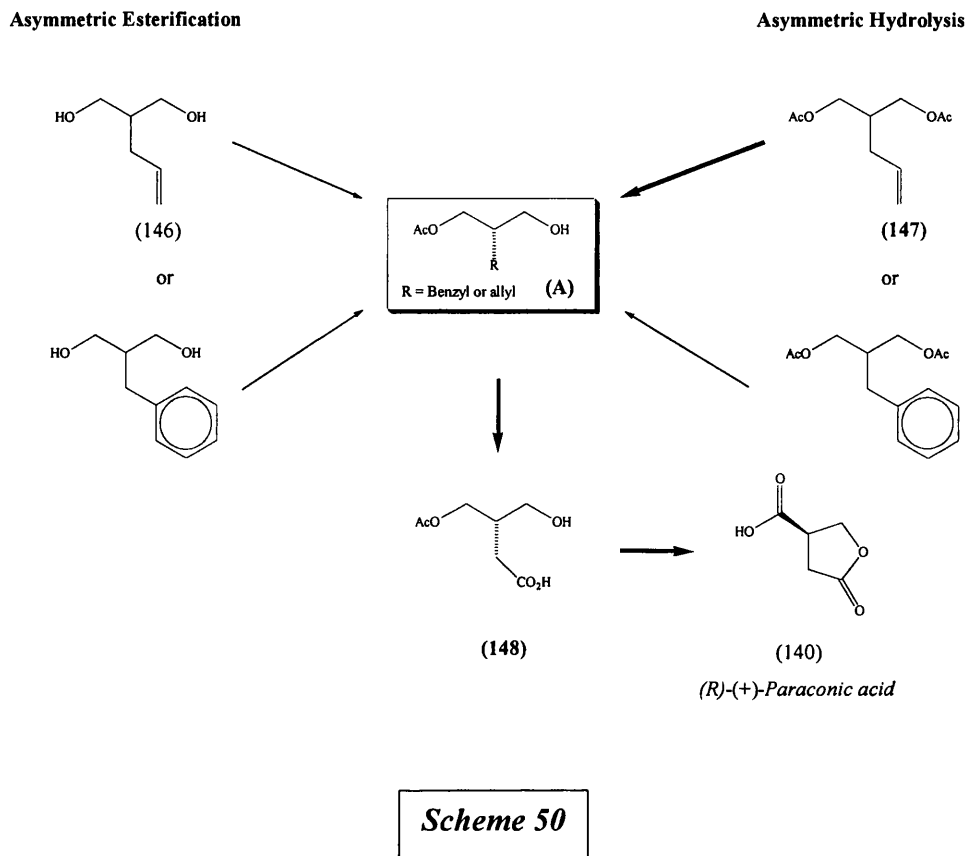 Asymmetric Esterification
Asymmetric Hydrolysis
HO OH
(146)
or
HO OH
AcO OH
R
R = Benzyl or allyl (A)
AcO OAc
(147)
or
AcO OAc
AcO OH
CO₂H
(148)
O
HO
O
O
(140)
(R)-(+)-Paraconic acid
Scheme 50